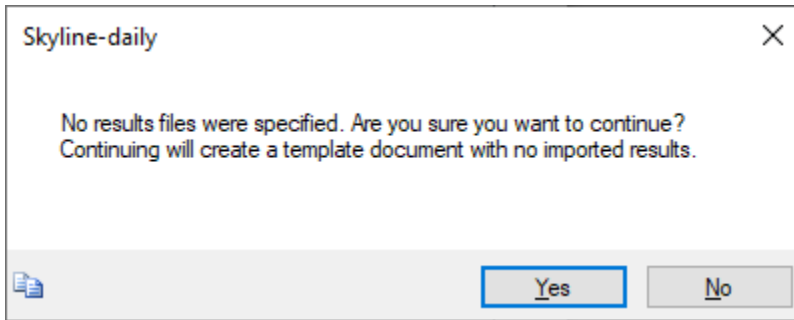 Skyline-daily
No results files were specified. Are you sure you want to continue?
Continuing will create a template document with no imported results.
Yes
No